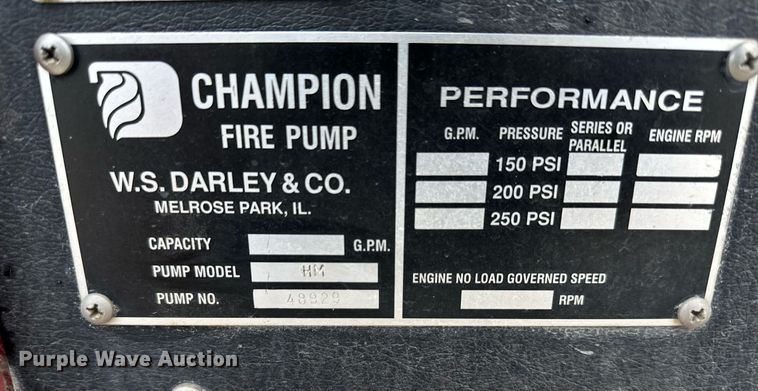 CHAMPION
FIRE PUMP
W.S. DARLEY & CO.
MELROSE PARK, IL.
CAPACITY G.P.M.
PUMP MODEL HM
PUMP NO. 48929
PERFORMANCE
G.P.M. PRESSURE SERIES OR PARALLEL ENGINE RPM
150 PSI
200 PSI
250 PSI
ENGINE NO LOAD GOVERNED SPEED
RPM
Purple Wave Auction